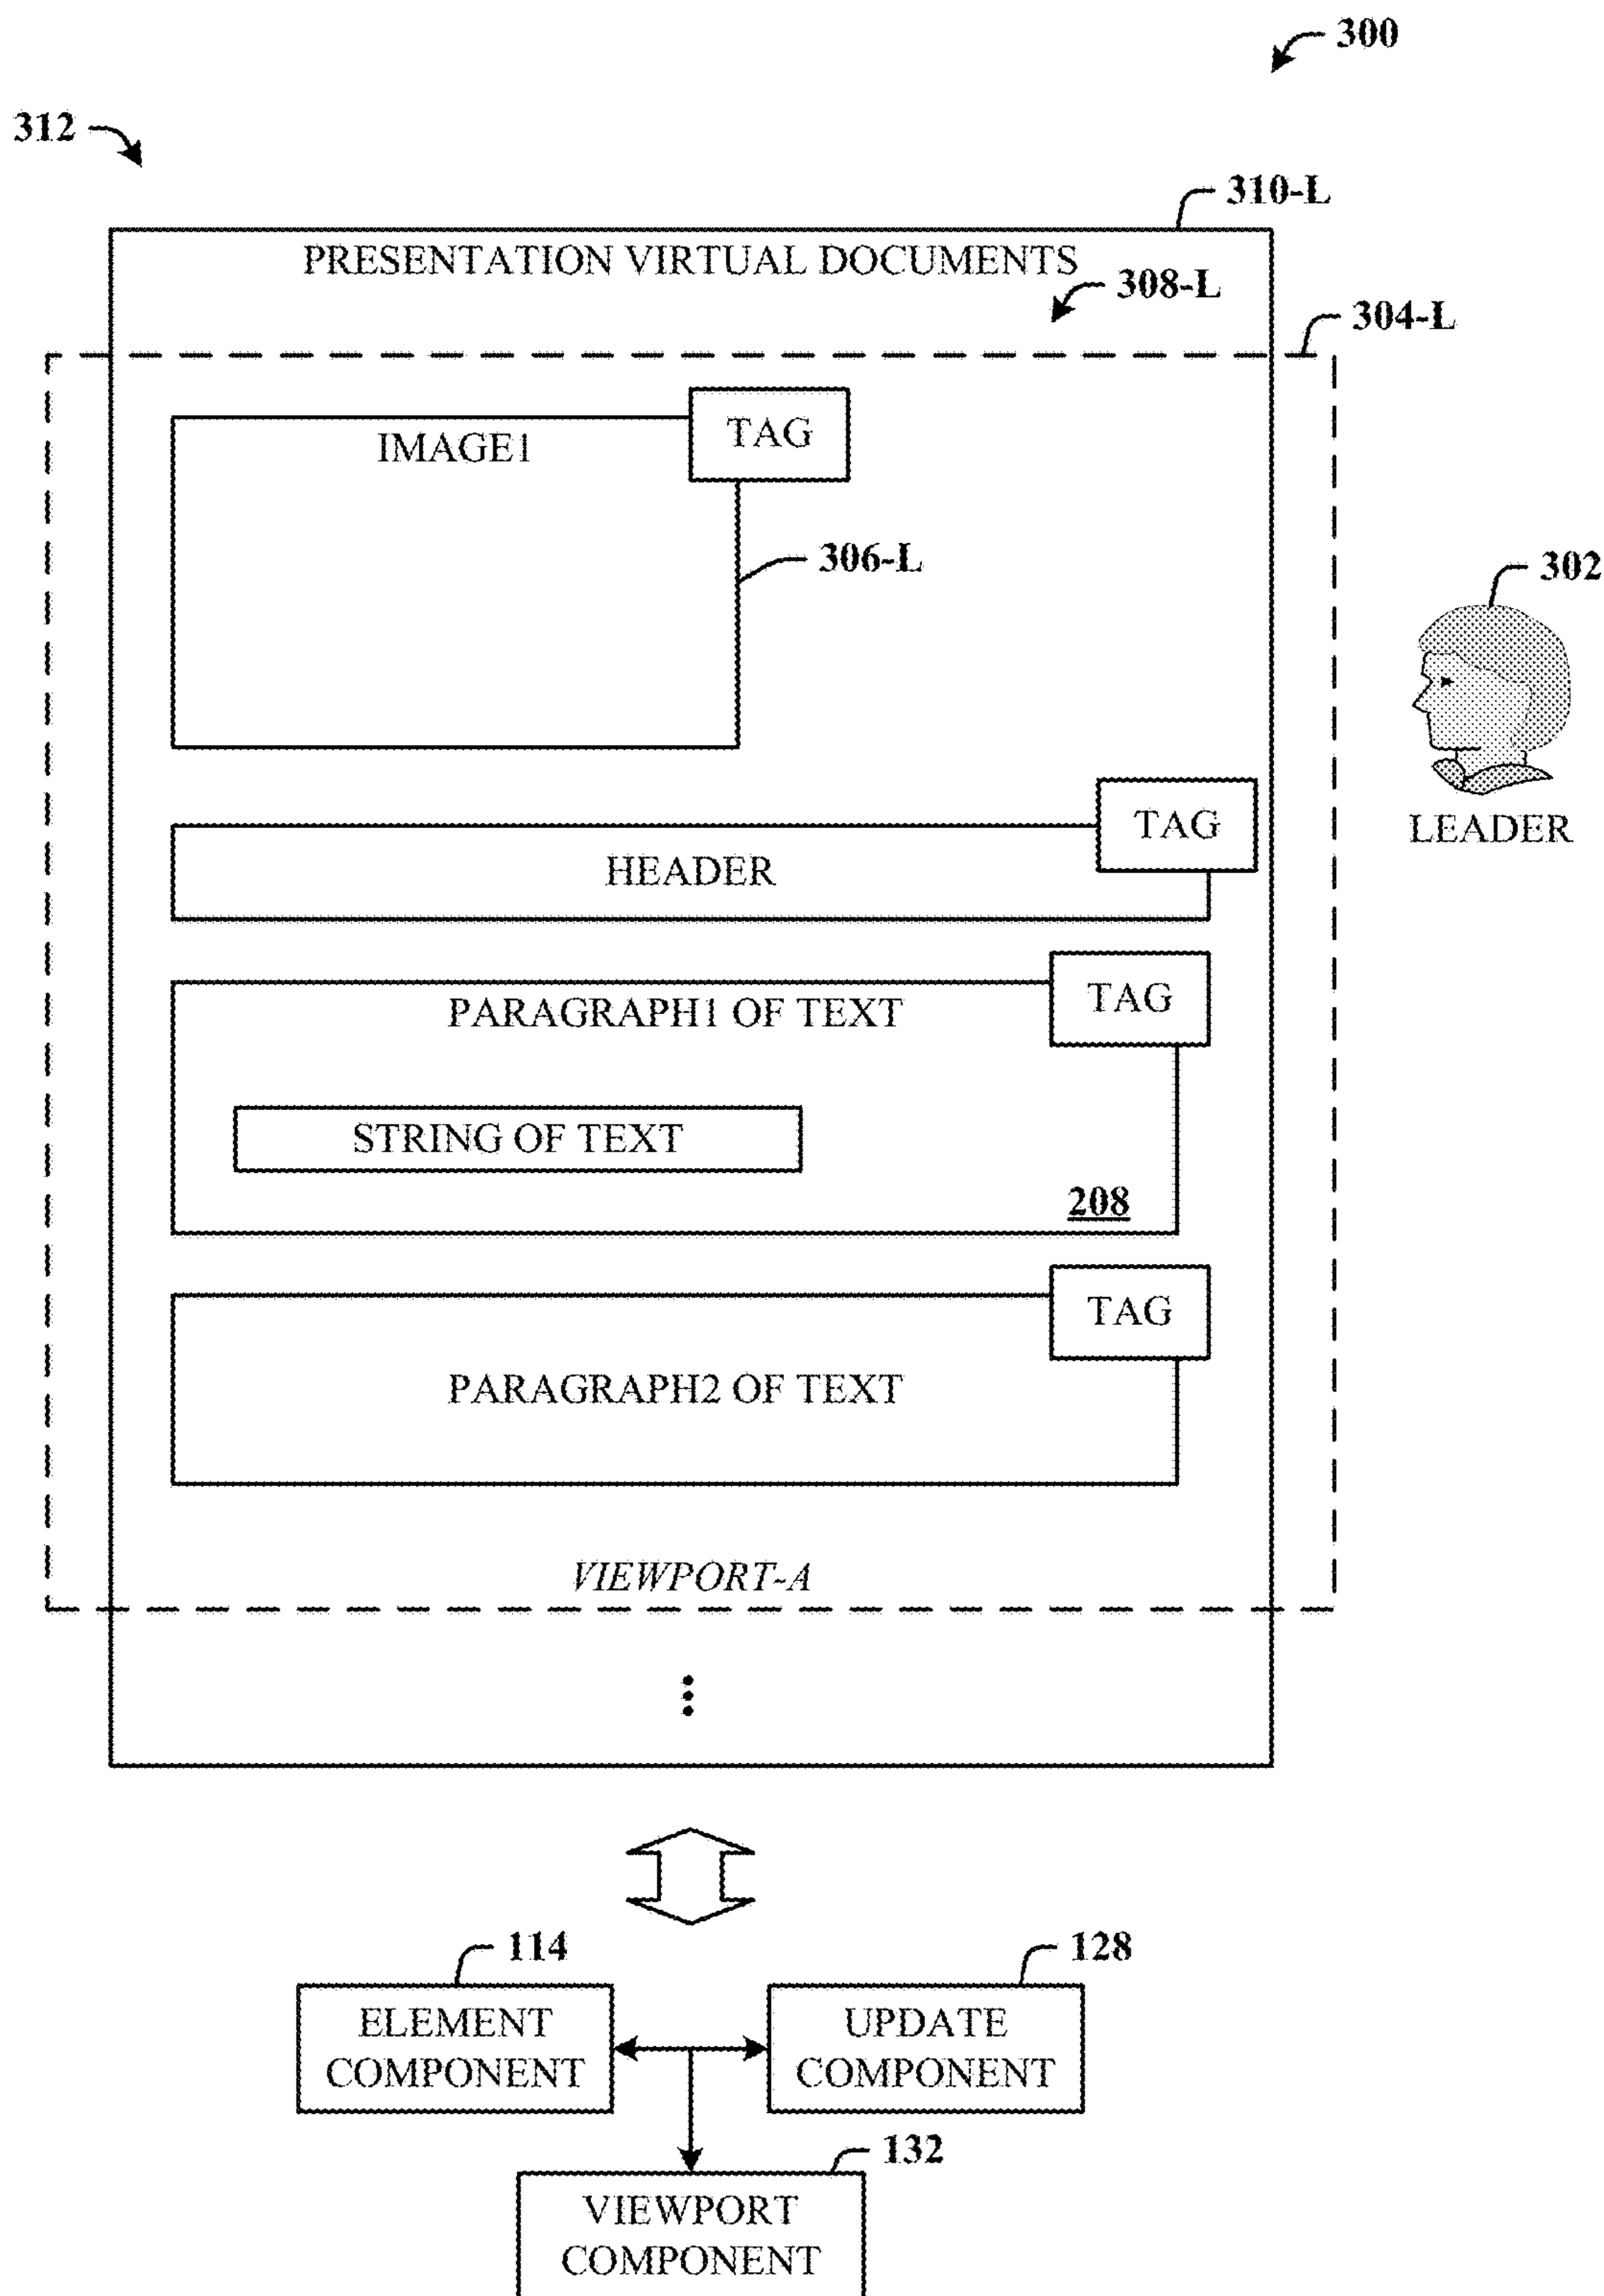 300
312
310-L
PRESENTATION VIRTUAL DOCUMENTS
308-L
304-L
TAG
IMAGE1
306-L
302
LEADER
TAG
HEADER
TAG
PARAGRAPH1 OF TEXT
STRING OF TEXT
208
TAG
PARAGRAPH2 OF TEXT
VIEWPORT-A
114
128
ELEMENT
COMPONENT
UPDATE
COMPONENT
132
VIEWPORT
COMPONENT